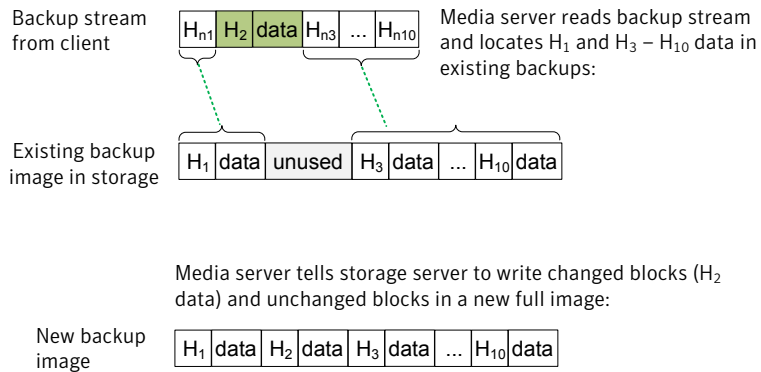 Backup stream
from client
Hn1 H2 data Hn3 ... Hn10
Media server reads backup stream
and locates H1 and H3 – H10 data in
existing backups:
Existing backup
image in storage
H1 data unused H3 data ... H10 data
Media server tells storage server to write changed blocks (H2
data) and unchanged blocks in a new full image:
New backup
image
H1 data H2 data H3 data ... H10 data